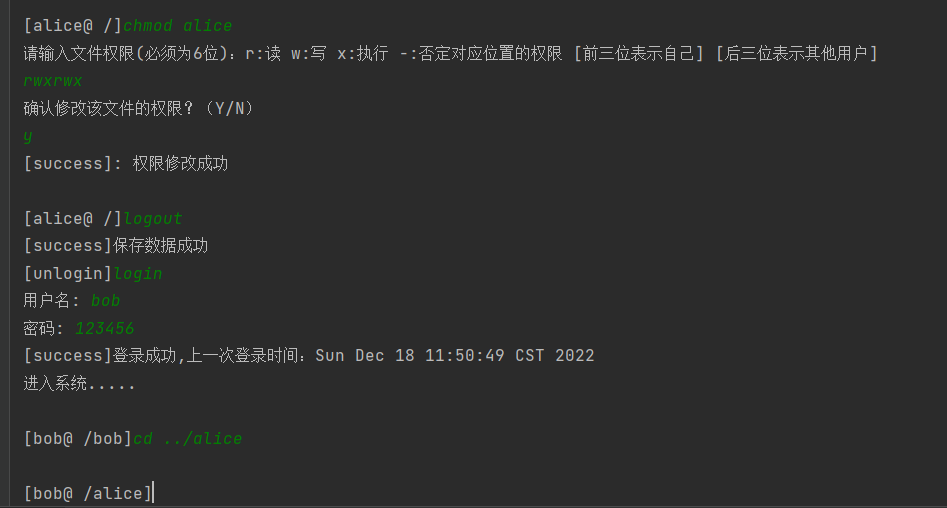 [alice@ /]chmod alice
请输入文件权限(必须为6位): r:读 w:写 x:执行 -:否定对应位置的权限 [前三位表示自己] [后三位表示其他用户]
rwxrwx
确认修改该文件的权限？（Y/N）
y
[success]: 权限修改成功
[alice@ /]logout
[success]保存数据成功
[unlogin]login
用户名: bob
密码: 123456
[success]登录成功,上一次登录时间: Sun Dec 18 11:50:49 CST 2022
进入系统.....
[bob@ /bob]cd ../alice
[bob@ /alice]